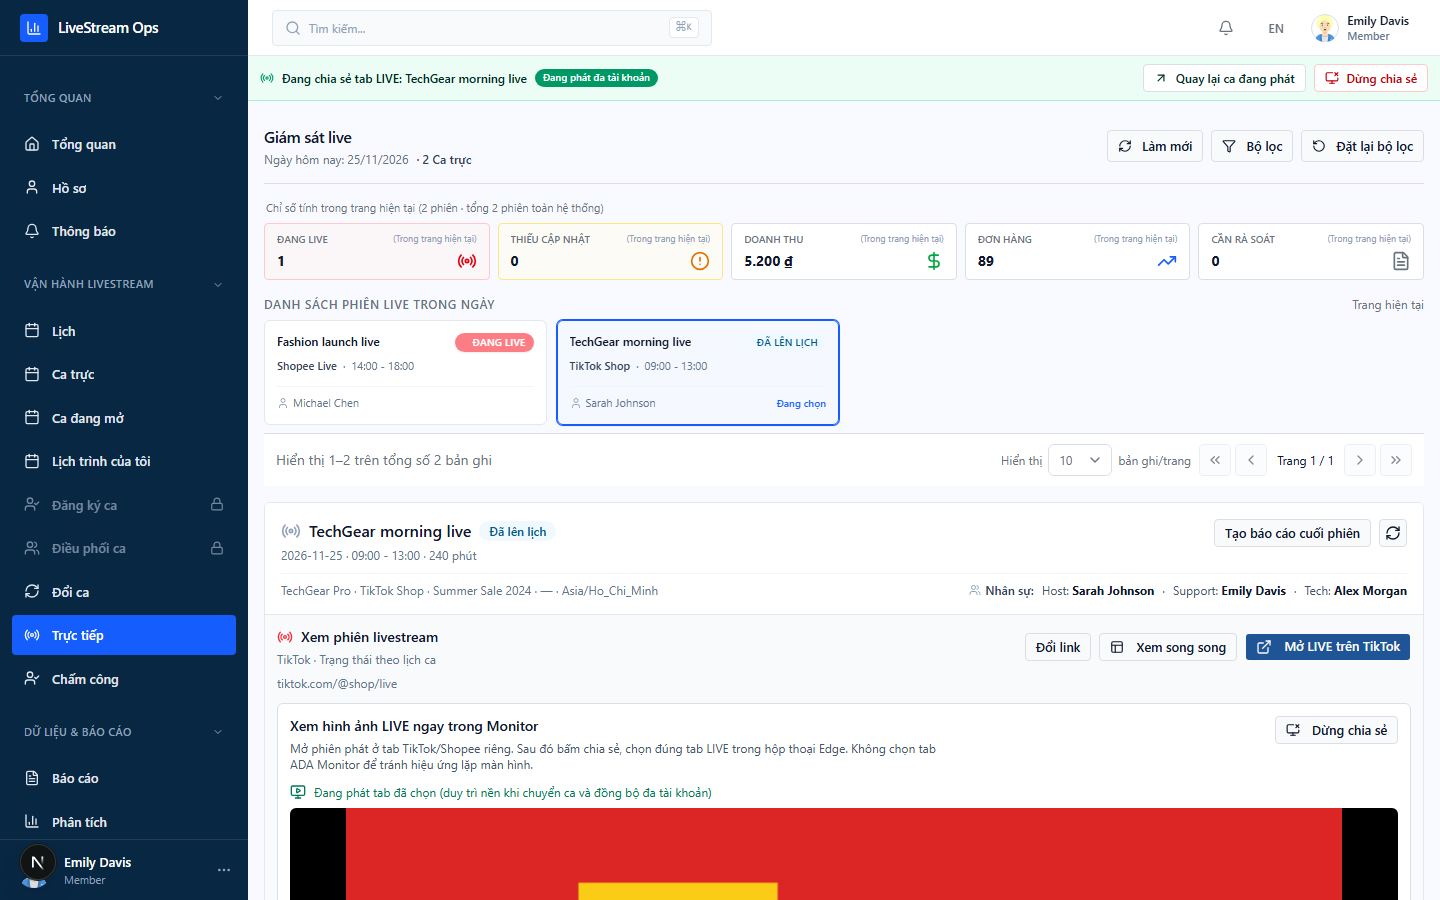 LiveStream Ops
Tìm kiếm...
⌘K
EN
Emily Davis
Member
Đang chia sẻ tab LIVE: TechGear morning live
Đang phát đa tài khoản
Quay lại ca đang phát
Dừng chia sẻ
TỔNG QUAN
Tổng quan
Hồ sơ
Thông báo
VẬN HÀNH LIVESTREAM
Lịch
Ca trực
Ca đang mở
Lịch trình của tôi
Đăng ký ca
Điều phối ca
Đổi ca
Trực tiếp
Chấm công
DỮ LIỆU & BÁO CÁO
Báo cáo
Phân tích
N
Emily Davis
Member
Giám sát live
Ngày hôm nay: 25/11/2026 · 2 Ca trực
Làm mới
Bộ lọc
Đặt lại bộ lọc
Chỉ số tính trong trang hiện tại (2 phiên · tổng 2 phiên toàn hệ thống)
ĐANG LIVE (Trong trang hiện tại)
1
THIẾU CẬP NHẬT (Trong trang hiện tại)
0
DOANH THU (Trong trang hiện tại)
5.200 ₫
ĐƠN HÀNG (Trong trang hiện tại)
89
CẦN RÀ SOÁT (Trong trang hiện tại)
0
DANH SÁCH PHIÊN LIVE TRONG NGÀY
Trang hiện tại
Fashion launch live
ĐANG LIVE
Shopee Live · 14:00 - 18:00
Michael Chen
TechGear morning live
ĐÃ LÊN LỊCH
TikTok Shop · 09:00 - 13:00
Sarah Johnson
Đang chọn
Hiển thị 1–2 trên tổng số 2 bản ghi
Hiển thị 10 bản ghi/trang
Trang 1 / 1
TechGear morning live
Đã lên lịch
2026-11-25 · 09:00 - 13:00 · 240 phút
Tạo báo cáo cuối phiên
TechGear Pro · TikTok Shop · Summer Sale 2024 · — · Asia/Ho_Chi_Minh
Nhân sự: Host: Sarah Johnson · Support: Emily Davis · Tech: Alex Morgan
Xem phiên livestream
TikTok · Trạng thái theo lịch ca
tiktok.com/@shop/live
Đổi link
Xem song song
Mở LIVE trên TikTok
Xem hình ảnh LIVE ngay trong Monitor
Mở phiên phát ở tab TikTok/Shopee riêng. Sau đó bấm chia sẻ, chọn đúng tab LIVE trong hộp thoại Edge. Không chọn tab
ADA Monitor để tránh hiệu ứng lặp màn hình.
Dừng chia sẻ
Đang phát tab đã chọn (duy trì nền khi chuyển ca và đồng bộ đa tài khoản)